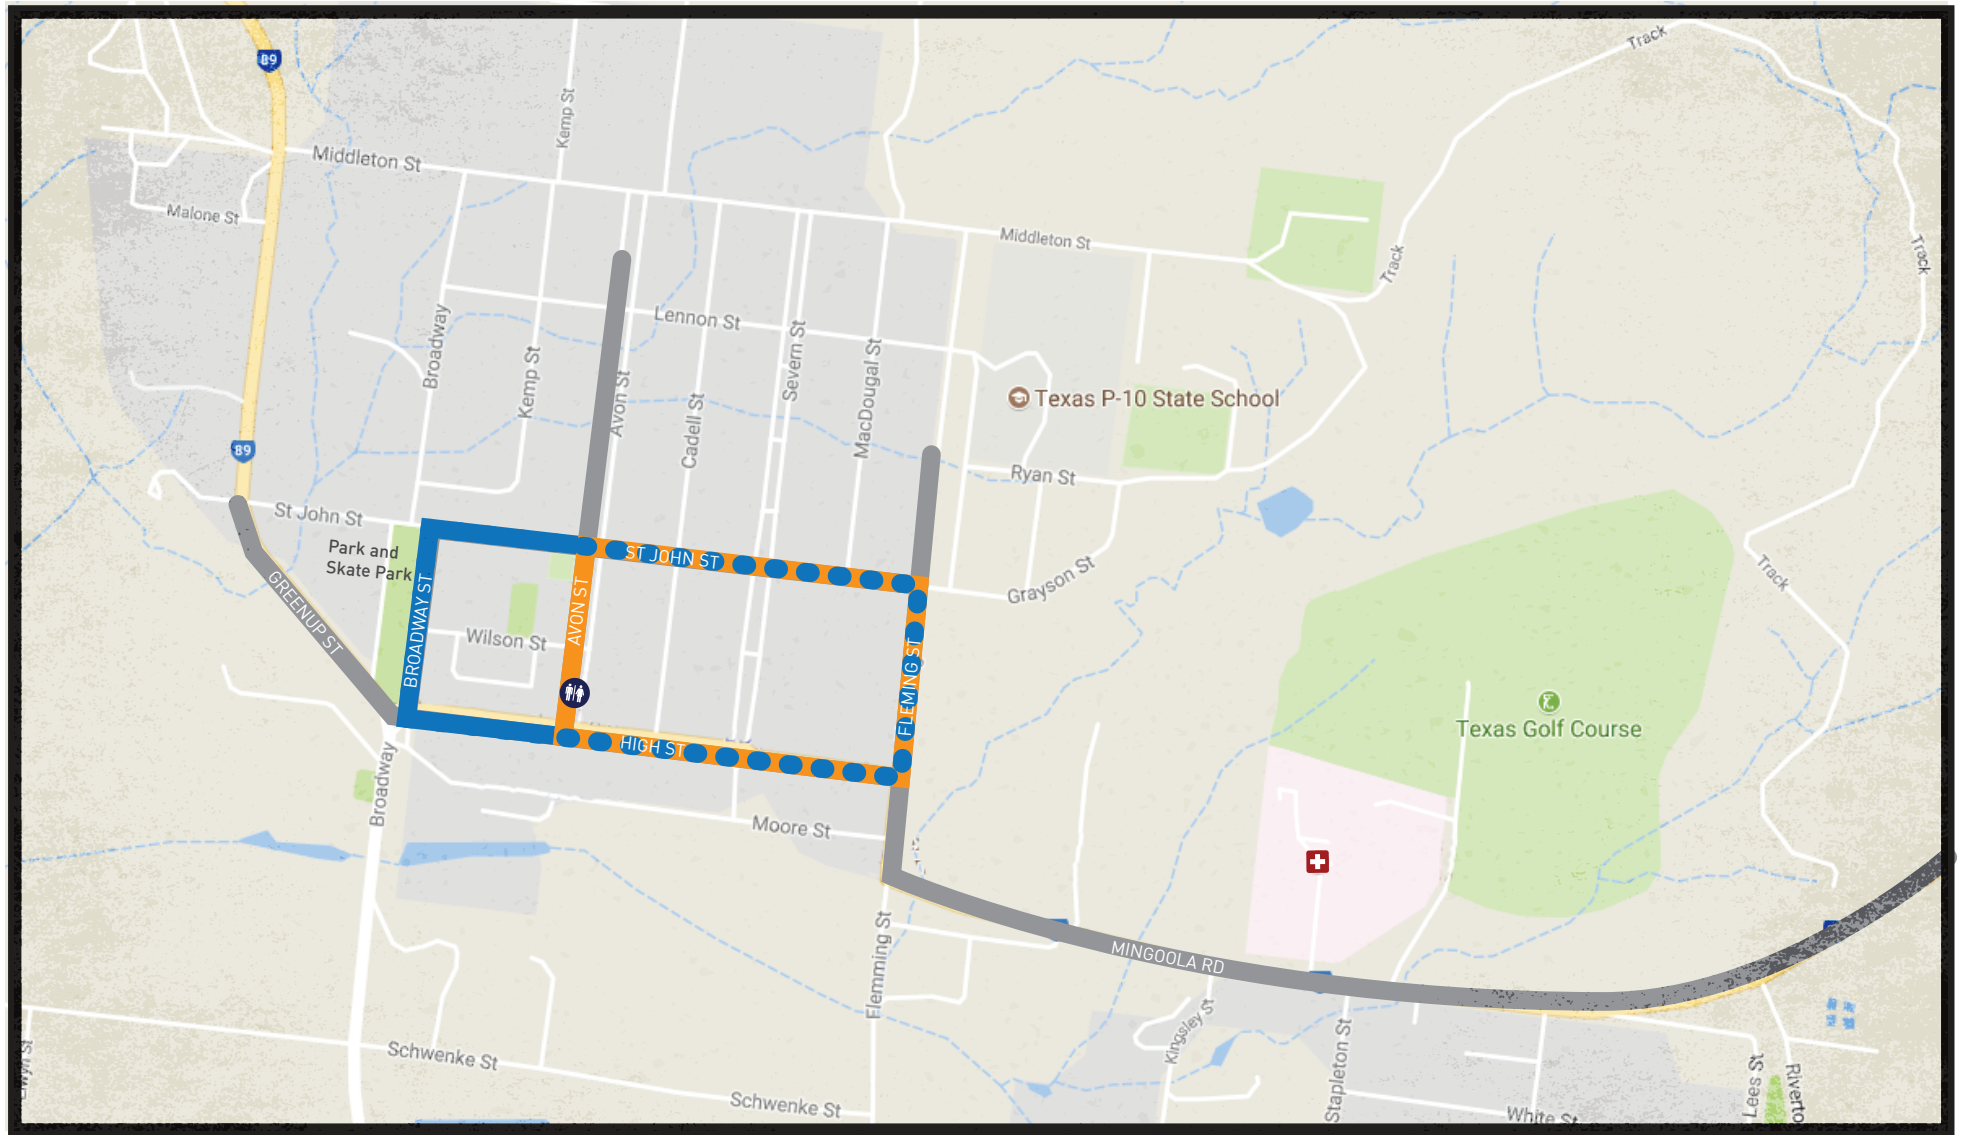 89
Track
Kemp St
Middleton St
Malone St
Middleton St
Track
Track
Broadway
Lennon St
Severn St
Kemp St
Avon St
Cadell St
MacDougal St
Texas P-10 State School
89
Ryan St
St John St
Park and
Skate Park
ST JOHN ST
GREENUP ST
BROADWAY ST
AVON ST
Grayson St
Track
Wilson St
FLEMING ST
Texas Golf Course
HIGH ST
Broadway
Moore St
Flemming St
MINGOOLA RD
Kingsley St
Stapleton St
Schwenke St
Schwenke St
Lees St
Riverto
White St